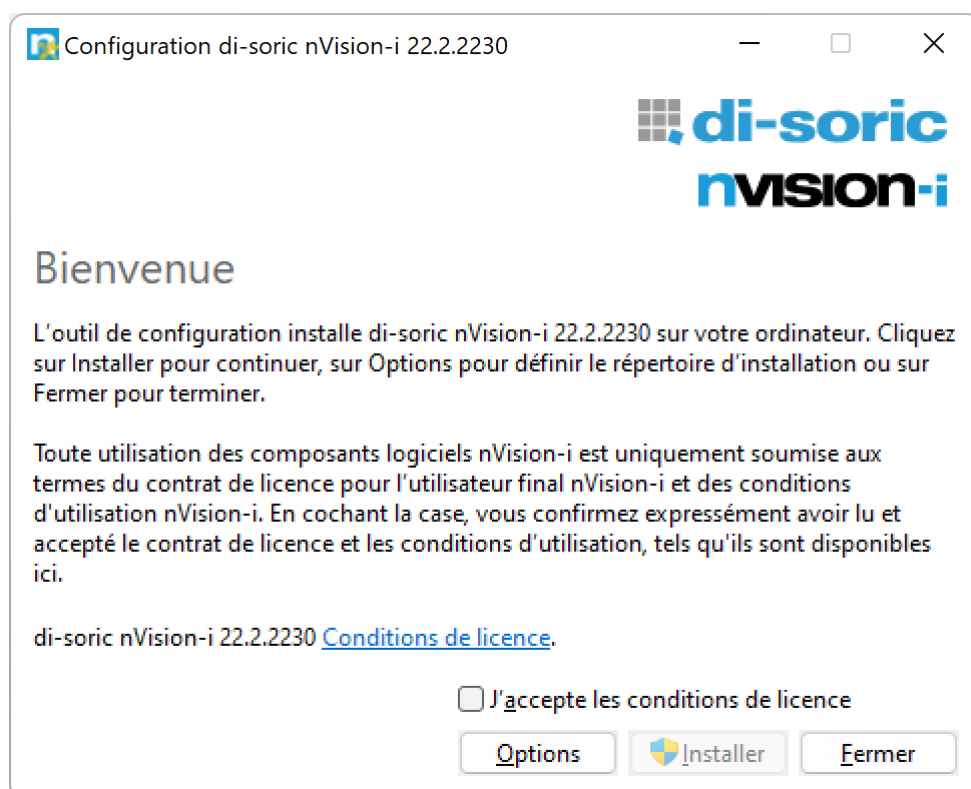 Configuration di-soric nVision-i 22.2.2230
di-soric
nvision-i
Bienvenue
L'outil de configuration installe di-soric nVision-i 22.2.2230 sur votre ordinateur. Cliquez
sur Installer pour continuer, sur Options pour définir le répertoire d'installation ou sur
Fermer pour terminer.
Toute utilisation des composants logiciels nVision-i est uniquement soumise aux
termes du contrat de licence pour l'utilisateur final nVision-i et des conditions
d'utilisation nVision-i. En cochant la case, vous confirmez expressément avoir lu et
accepté le contrat de licence et les conditions d'utilisation, tels qu'ils sont disponibles
ici.
di-soric nVision-i 22.2.2230 Conditions de licence.
J'accepte les conditions de licence
Options Installer Fermer